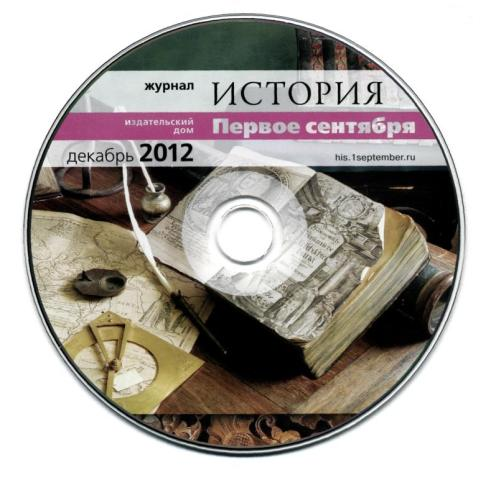 журнал ИСТОРИЯ
издательский дом Первое сентября
декабрь 2012 his.1september.ru